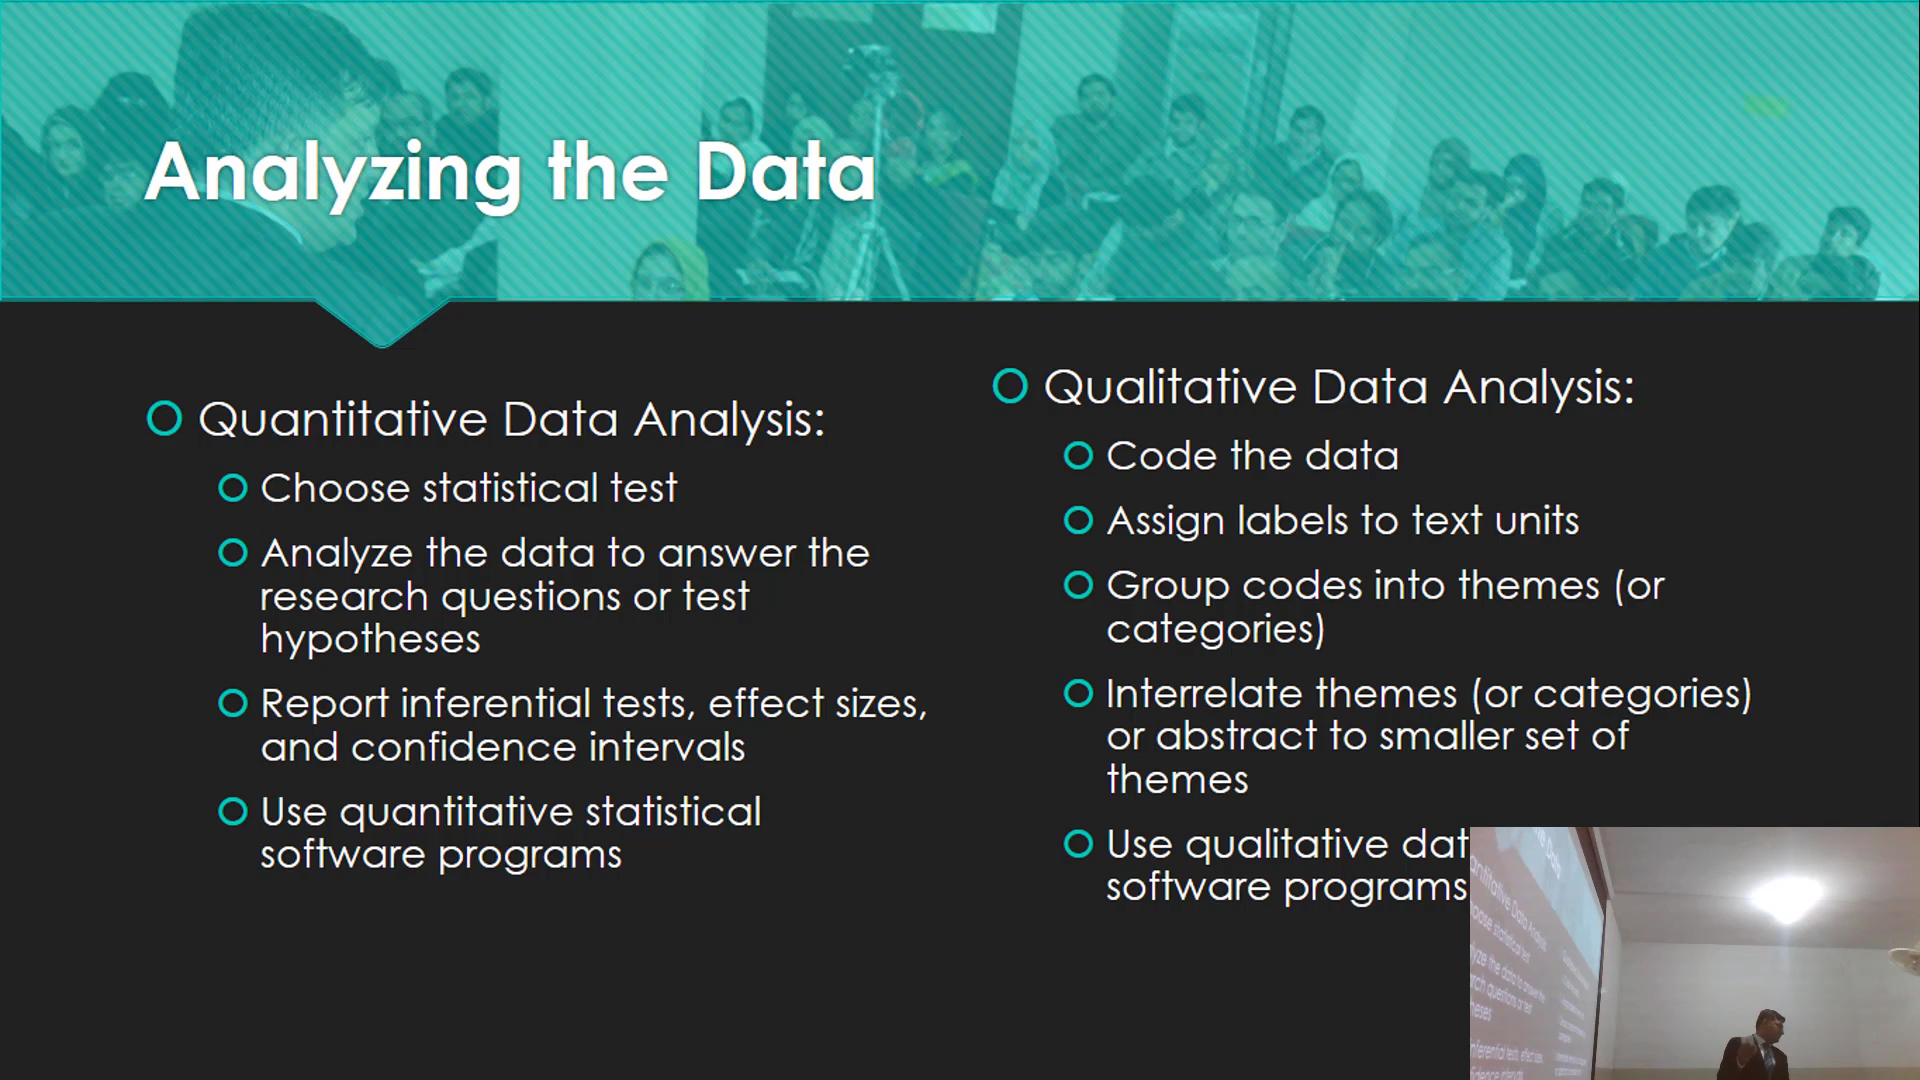 Analyzing the Data
Quantitative Data Analysis:
Choose statistical test
Analyze the data to answer the
research questions or test
hypotheses
Report inferential tests, effect sizes,
and confidence intervals
Use quantitative statistical
software programs
Qualitative Data Analysis:
Code the data
Assign labels to text units
Group codes into themes (or
categories)
Interrelate themes (or categories)
or abstract to smaller set of
themes
Use qualitative dat
software programs